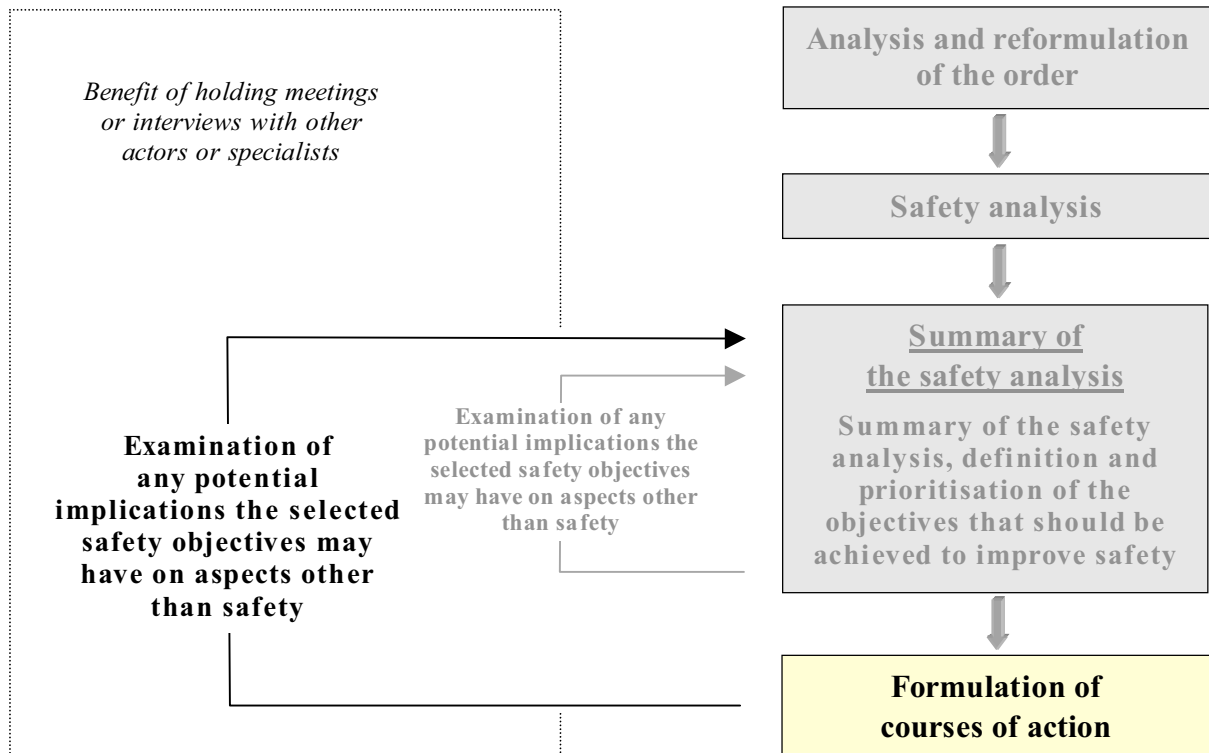 Analysis and reformulation
of the order
Benefit of holding meetings
or interviews with other
actors or specialists
Safety analysis
Summary of
the safety analysis
Summary of the safety
analysis, definition and
prioritisation of the
objectives that should be
achieved to improve safety
Examination of any
potential implications the
selected safety objectives
may have on aspects other
than safety
Examination of
any potential
implications the selected
safety objectives may
have on aspects other
than safety
Formulation of
courses of action